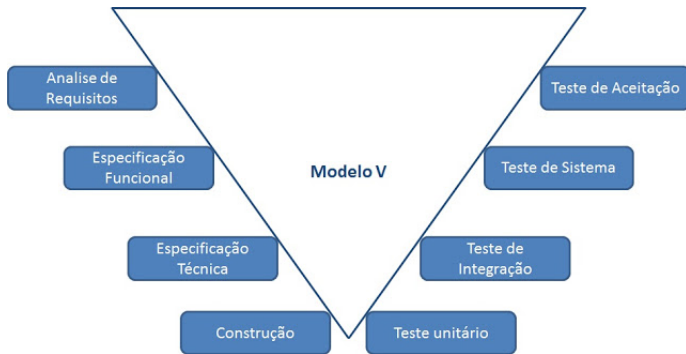 Analise de
Requisitos
Teste de Aceitação
Especificação
Funcional
Modelo V
Teste de Sistema
Especificação
Técnica
Teste de
Integração
Construção
Teste unitário